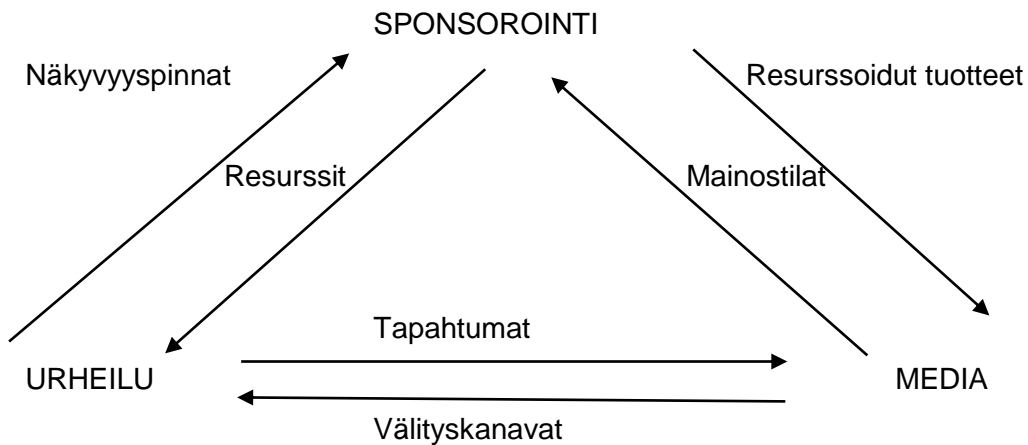 SPONSOROINTI
Näkyvyyspinnat
Resurssoidut tuotteet
Resurssit
Mainostilat
Tapahtumat
URHEILU
MEDIA
Välityskanavat